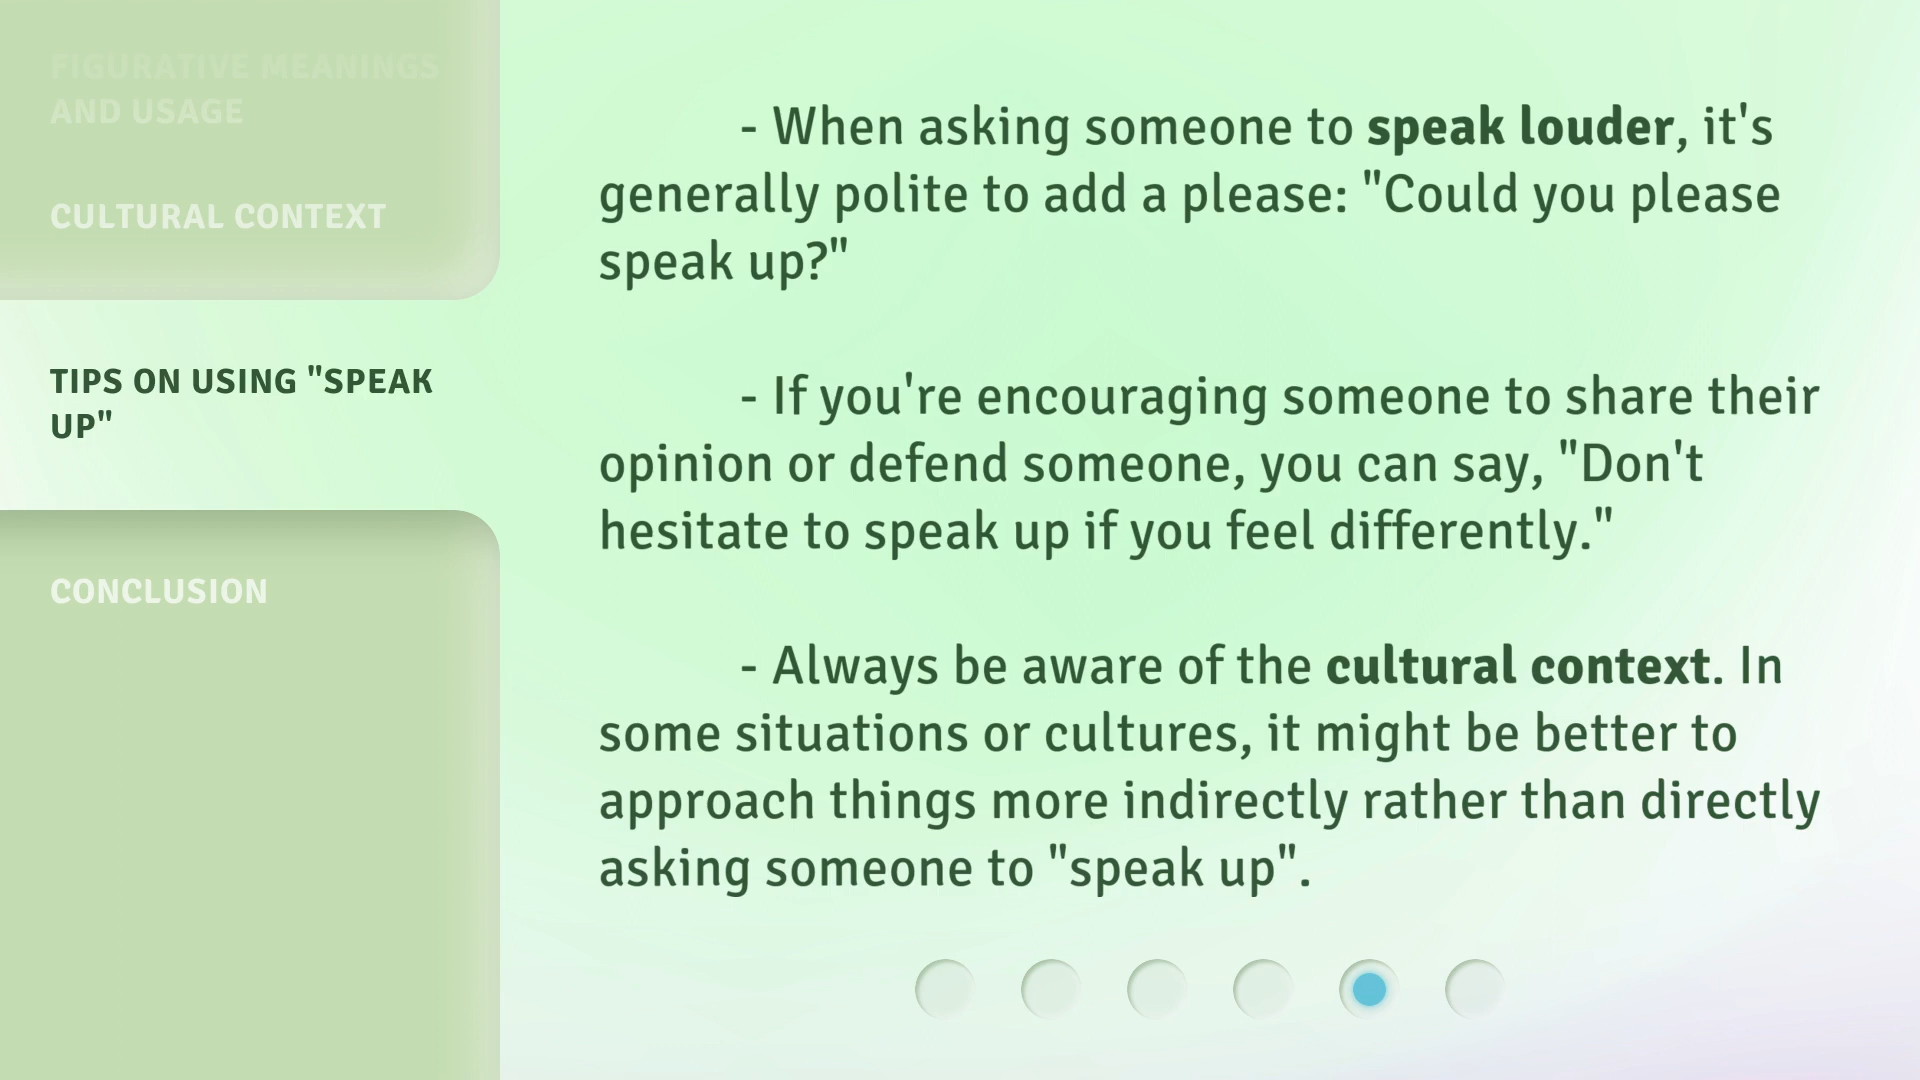 FIGURATIVE MEANINGS
AND USAGE
CULTURAL CONTEXT
TIPS ON USING "SPEAK
UP"
CONCLUSION
- When asking someone to speak louder, it's
generally polite to add a please: "Could you please
speak up?"
- If you're encouraging someone to share their
opinion or defend someone, you can say, "Don't
hesitate to speak up if you feel differently."
- Always be aware of the cultural context. In
some situations or cultures, it might be better to
approach things more indirectly rather than directly
asking someone to "speak up".